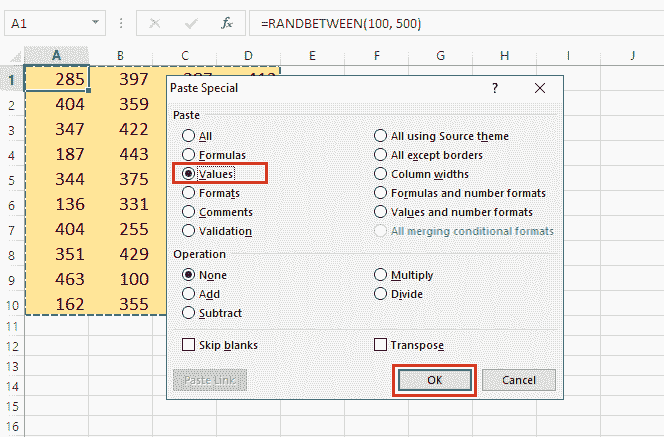 A1 fx =RANDBETWEEN(100, 500)
A B C D E F G H I J
1 285 397
2 404 359
3 347 422
4 187 443
5 344 375
6 136 331
7 404 255
8 351 429
9 463 100
10 162 355
11
12
13
14
15
16
Paste Special ?
Paste
All All using Source theme
Formulas All except borders
Values Column widths
Formats Formulas and number formats
Comments Values and number formats
Validation All merging conditional formats
Operation
None Multiply
Add Divide
Subtract
Skip blanks Transpose
Paste Link OK Cancel